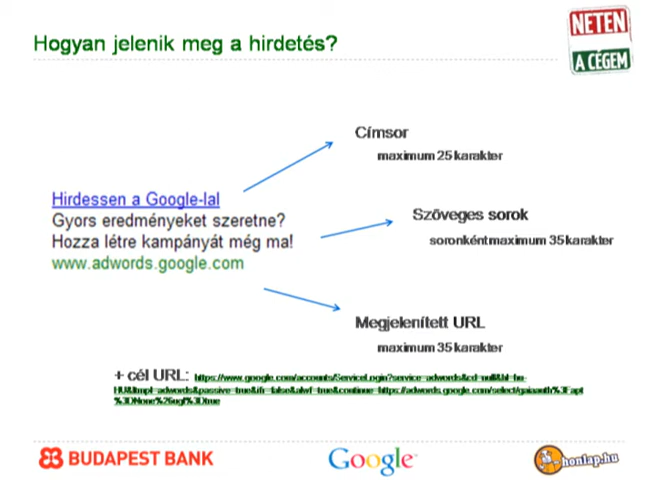 Hogyan jelenik meg a hirdetés?
NETEN
A CÉGEM
Címsor
maximum 25 karakter
Hirdessen a Google-lal
Gyors eredményeket szeretne?
Hozza létre kampányát még ma!
www.adwords.google.com
Szöveges sorok
soronként maximum 35 karakter
Megjelenített URL
maximum 35 karakter
+ cél URL:
BUDAPEST BANK
Google
honlap.hu